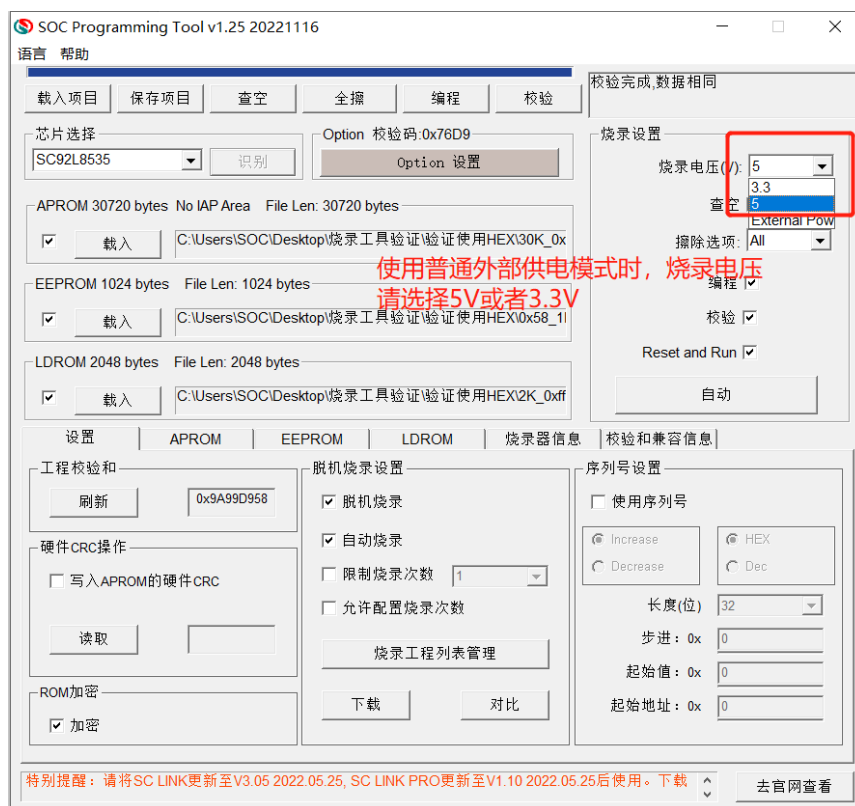 SOC Programming Tool v1.25 20221116
语言 帮助
载入项目 保存项目 查空 全擦 编程 校验
校验完成,数据相同
芯片选择
SC92L8535 识别
Option 校验码:0x76D9
Option 设置
烧录设置
烧录电压(V): 5
3.3
5
External Pow
查空
擦除选项: All
编程
校验
Reset and Run
自动
APROM 30720 bytes No IAP Area File Len: 30720 bytes
载入 C:\Users\SOC\Desktop\烧录工具验证\验证使用HEX\30K_0x
使用普通外部供电模式时，烧录电压
请选择5V或者3.3V
EEPROM 1024 bytes File Len: 1024 bytes
载入 C:\Users\SOC\Desktop\烧录工具验证\验证使用HEX\0x58_1
LDROM 2048 bytes File Len: 2048 bytes
载入 C:\Users\SOC\Desktop\烧录工具验证\验证使用HEX\2K_0xff
设置 APROM EEPROM LDROM 烧录器信息 校验和兼容信息
工程校验和
刷新 0x9A99D958
硬件CRC操作
写入APROM的硬件CRC
读取
ROM加密
加密
脱机烧录设置
脱机烧录
自动烧录
限制烧录次数 1
允许配置烧录次数
烧录工程列表管理
下载 对比
序列号设置
使用序列号
Increase HEX
Decrease Dec
长度(位) 32
步进：0x 0
起始值：0x 0
起始地址：0x 0
特别提醒：请将SC LINK更新至V3.05 2022.05.25, SC LINK PRO更新至V1.10 2022.05.25后使用。下载
去官网查看